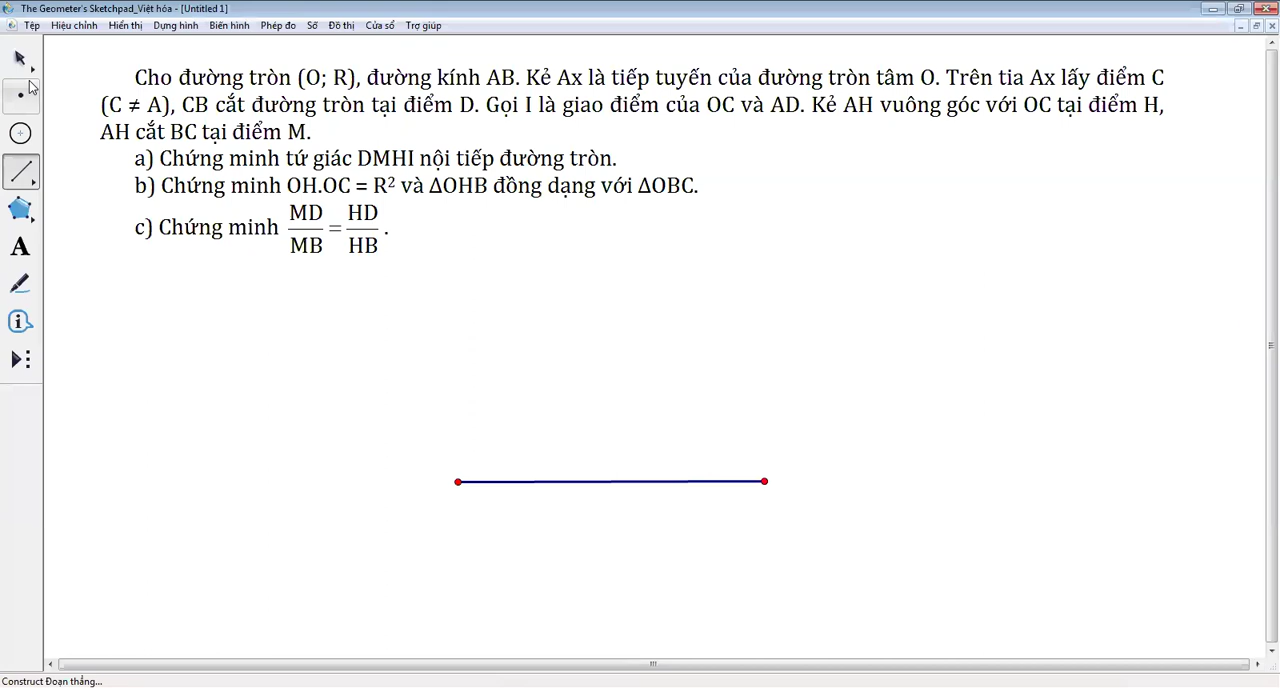 The Geometer's Sketchpad_Việt hóa - [Untitled 1]
Tệp Hiệu chỉnh Hiển thị Dựng hình Biến hình Phép đo Số Đồ thị Cửa sổ Trợ giúp
Cho đường tròn (O; R), đường kính AB. Kẻ Ax là tiếp tuyến của đường tròn tâm O. Trên tia Ax lấy điểm C
(C ≠ A), CB cắt đường tròn tại điểm D. Gọi I là giao điểm của OC và AD. Kẻ AH vuông góc với OC tại điểm H,
AH cắt BC tại điểm M.
a) Chứng minh tứ giác DMHI nội tiếp đường tròn.
b) Chứng minh OH.OC = R² và ΔOHB đồng dạng với ΔOBC.
c) Chứng minh MD/MB = HD/HB.
A
Construct Đoạn thẳng...